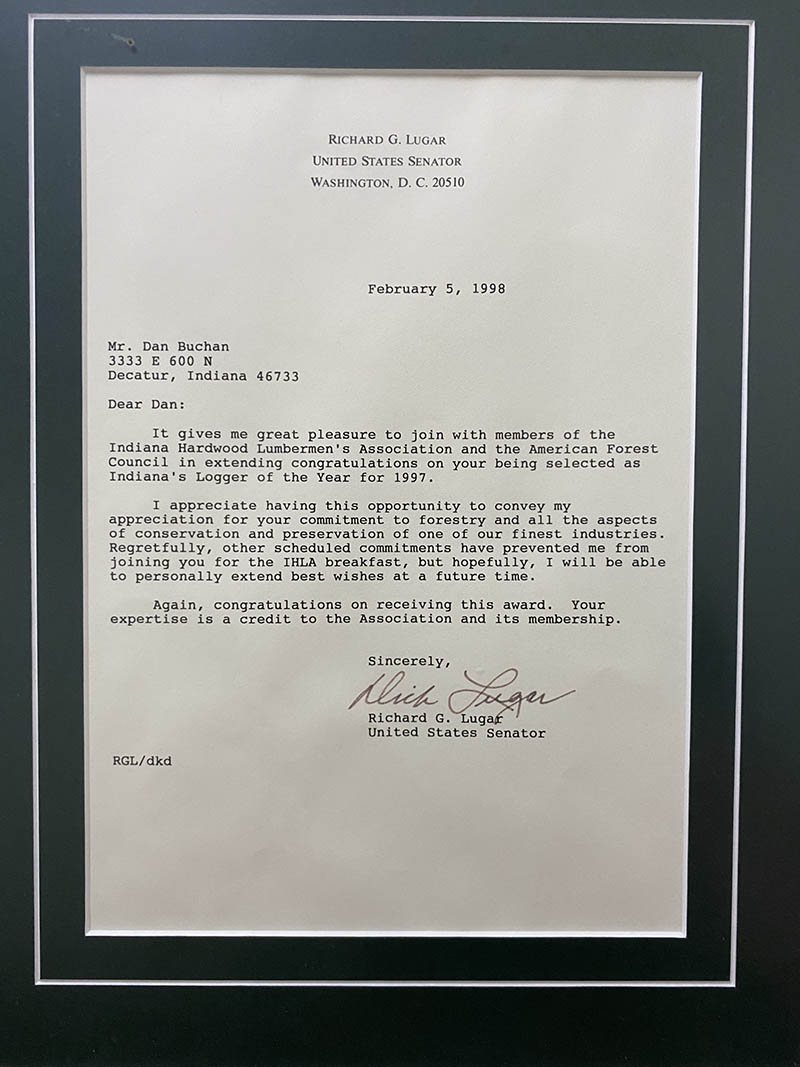 RICHARD G. LUGAR
UNITED STATES SENATOR
WASHINGTON, D. C. 20510
February 5, 1998
Mr. Dan Buchan
3333 E 600 N
Decatur, Indiana 46733
Dear Dan:
It gives me great pleasure to join with members of the
Indiana Hardwood Lumbermen's Association and the American Forest
Council in extending congratulations on your being selected as
Indiana's Logger of the Year for 1997.
I appreciate having this opportunity to convey my
appreciation for your commitment to forestry and all the aspects
of conservation and preservation of one of our finest industries.
Regretfully, other scheduled commitments have prevented me from
joining you for the IHLA breakfast, but hopefully, I will be able
to personally extend best wishes at a future time.
Again, congratulations on receiving this award. Your
expertise is a credit to the Association and its membership.
Sincerely,
Dick Lugar
Richard G. Lugar
United States Senator
RGL/dkd